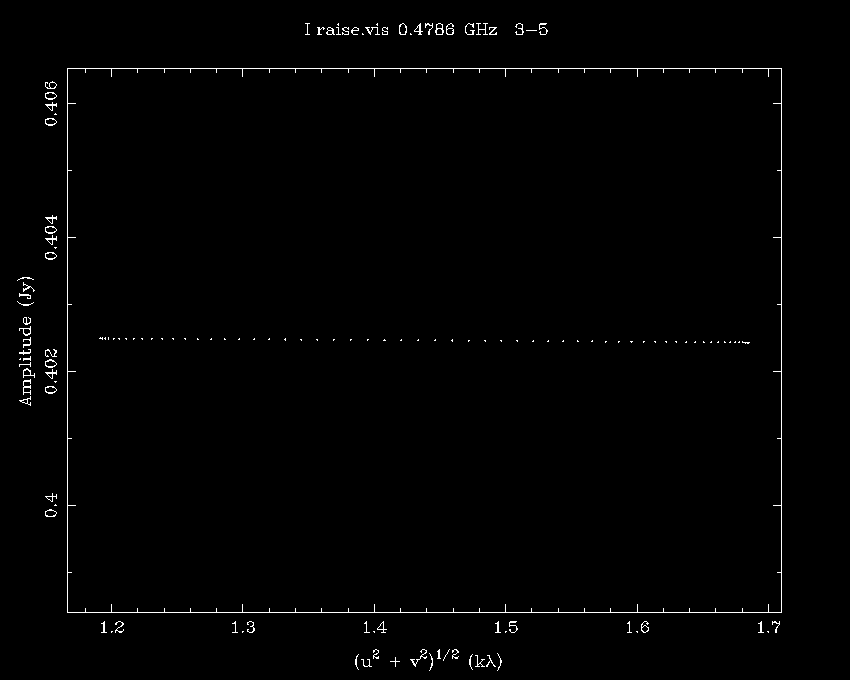 I raise.vis 0.4786 GHz 3-5
0.406
0.404
0.402
0.4
Amplitude (Jy)
1.2 1.3 1.4 1.5 1.6 1.7
(u² + v²)^1/2 (kλ)